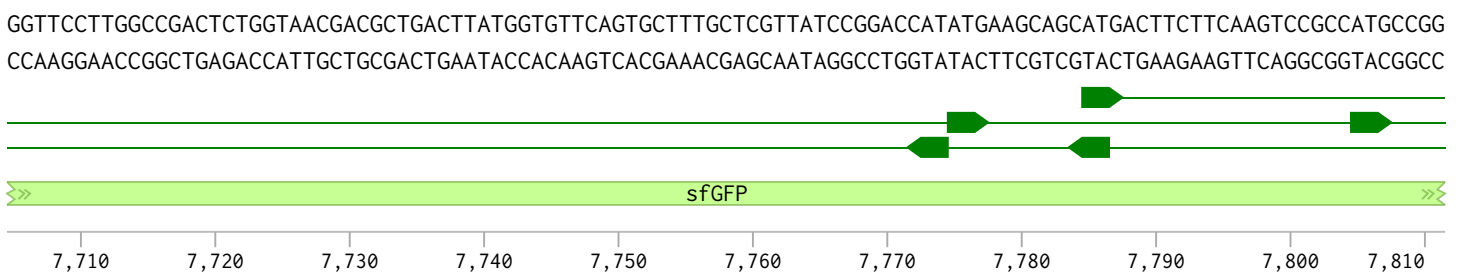 GGTTCCTTGGCCGACTCTGGTAACGACGCTGACTTATGGTGTTCAGTGCTTTGCTCGTTATCCGGACCATATGAAGCAGCATGACTTCTTCAAGTCCGCCATGCCGG
CCAAGGAACCGGCTGAGACCATTGCTGCGACTGAATACCACAAGTCACGAAACGAGCAATAGGCCTGGTATACTTCGTCGTACTGAAGAAGTTCAGGCGGTACGGCC
sfGFP
7,710 7,720 7,730 7,740 7,750 7,760 7,770 7,780 7,790 7,800 7,810